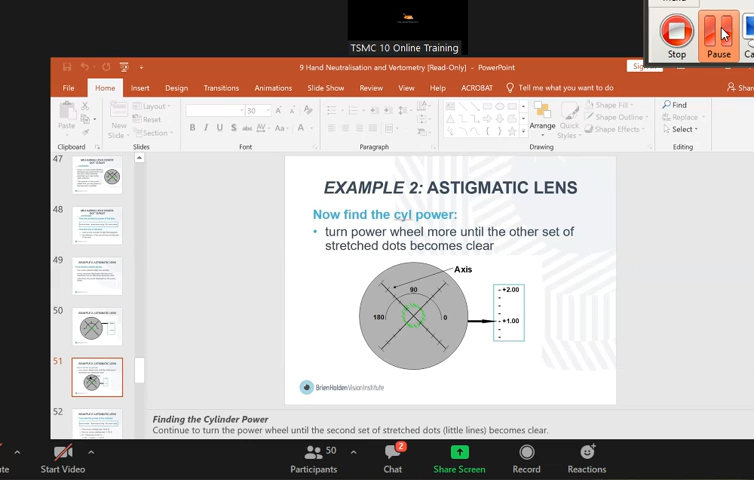 Menu
Stop
Pause
TSMC 10 Online Training
9 Hand Neutralisation and Vertometry [Read-Only] - PowerPoint
File
Home
Insert
Design
Transitions
Animations
Slide Show
Review
View
ACROBAT
Tell me what you want to do
Paste
New Slide
Layout
Reset
Section
30
B I U S abc AV Aa A
Arrange
Quick Styles
Shape Fill
Shape Outline
Shape Effects
Find
Replace
Select
Clipboard
Slides
Font
Paragraph
Drawing
Editing
47
48
49
50
51
52
EXAMPLE 2: ASTIGMATIC LENS
Now find the cyl power:
• turn power wheel more until the other set of
stretched dots becomes clear
Axis
90
180
0
+2.00
+1.00
BrienHoldenVisionInstitute
Finding the Cylinder Power
Continue to turn the power wheel until the second set of stretched dots (little lines) becomes clear.
Start Video
50
Participants
2
Chat
Share Screen
Record
Reactions